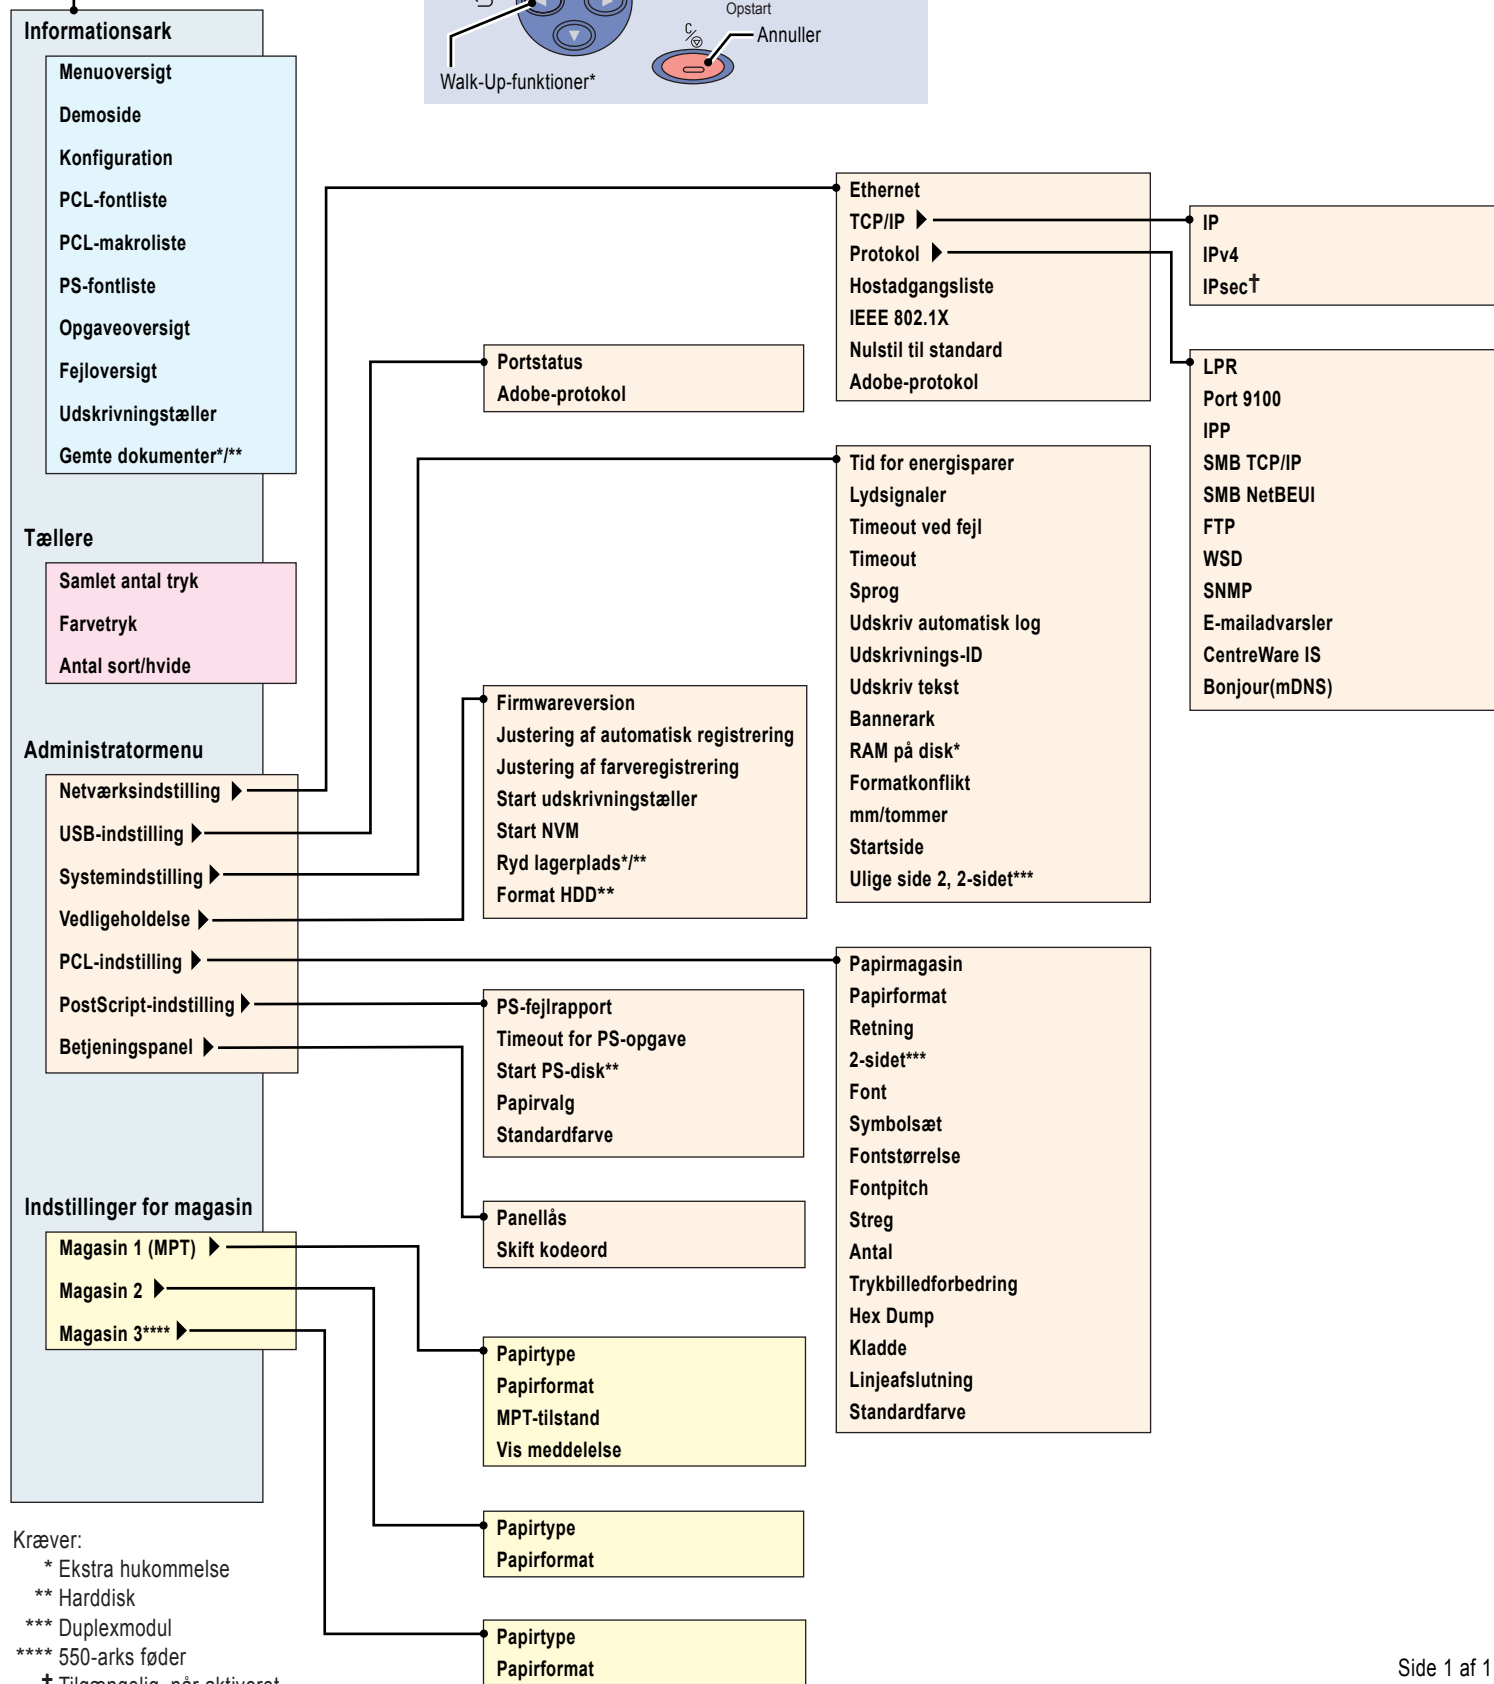 Opstart
Annuller
Walk-Up-funktioner*
Informationsark
Menuoversigt
Demoside
Konfiguration
PCL-fontliste
PCL-makroliste
PS-fontliste
Opgaveoversigt
Fejloversigt
Udskrivningstæller
Gemte dokumenter*/**
Tællere
Samlet antal tryk
Farvetryk
Antal sort/hvide
Administratormenu
Netværksindstilling
USB-indstilling
Systemindstilling
Vedligeholdelse
PCL-indstilling
PostScript-indstilling
Betjeningspanel
Indstillinger for magasin
Magasin 1 (MPT)
Magasin 2
Magasin 3****
Portstatus
Adobe-protokol
Firmwareversion
Justering af automatisk registrering
Justering af farveregistrering
Start udskrivningstæller
Start NVM
Ryd lagerplads*/**
Format HDD**
PS-fejlrapport
Timeout for PS-opgave
Start PS-disk**
Papirvalg
Standardfarve
Panellås
Skift kodeord
Papirtype
Papirformat
MPT-tilstand
Vis meddelelse
Papirtype
Papirformat
Papirtype
Papirformat
Ethernet
TCP/IP
Protokol
Hostadgangsliste
IEEE 802.1X
Nulstil til standard
Adobe-protokol
Tid for energisparer
Lydsignaler
Timeout ved fejl
Timeout
Sprog
Udskriv automatisk log
Udskrivnings-ID
Udskriv tekst
Bannerark
RAM på disk*
Formatkonflikt
mm/tommer
Startside
Ulige side 2, 2-sidet***
Papirmagasin
Papirformat
Retning
2-sidet***
Font
Symbolsæt
Fontstørrelse
Fontpitch
Streg
Antal
Trykbilledforbedring
Hex Dump
Kladde
Linjeafslutning
Standardfarve
IP
IPv4
IPsec†
LPR
Port 9100
IPP
SMB TCP/IP
SMB NetBEUI
FTP
WSD
SNMP
E-mailadvarsler
CentreWare IS
Bonjour(mDNS)
Kræver:
* Ekstra hukommelse
** Harddisk
*** Duplexmodul
**** 550-arks føder
† Tilgængelig, når aktiveret
Side 1 af 1